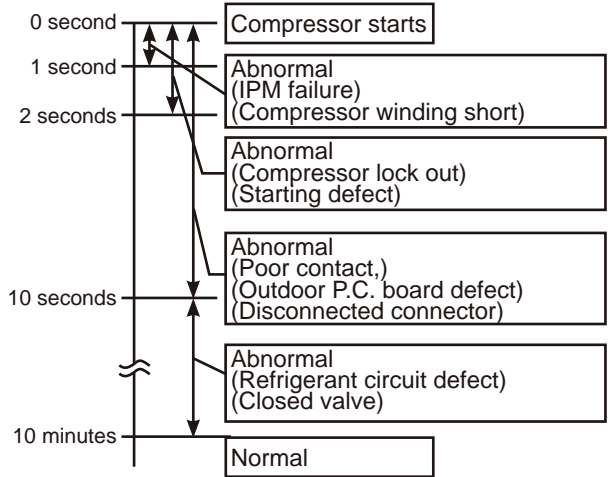 0 second
Compressor starts
1 second
Abnormal
(IPM failure)
(Compressor winding short)
2 seconds
Abnormal
(Compressor lock out)
(Starting defect)
Abnormal
(Poor contact,)
(Outdoor P.C. board defect)
(Disconnected connector)
10 seconds
Abnormal
(Refrigerant circuit defect)
(Closed valve)
10 minutes
Normal